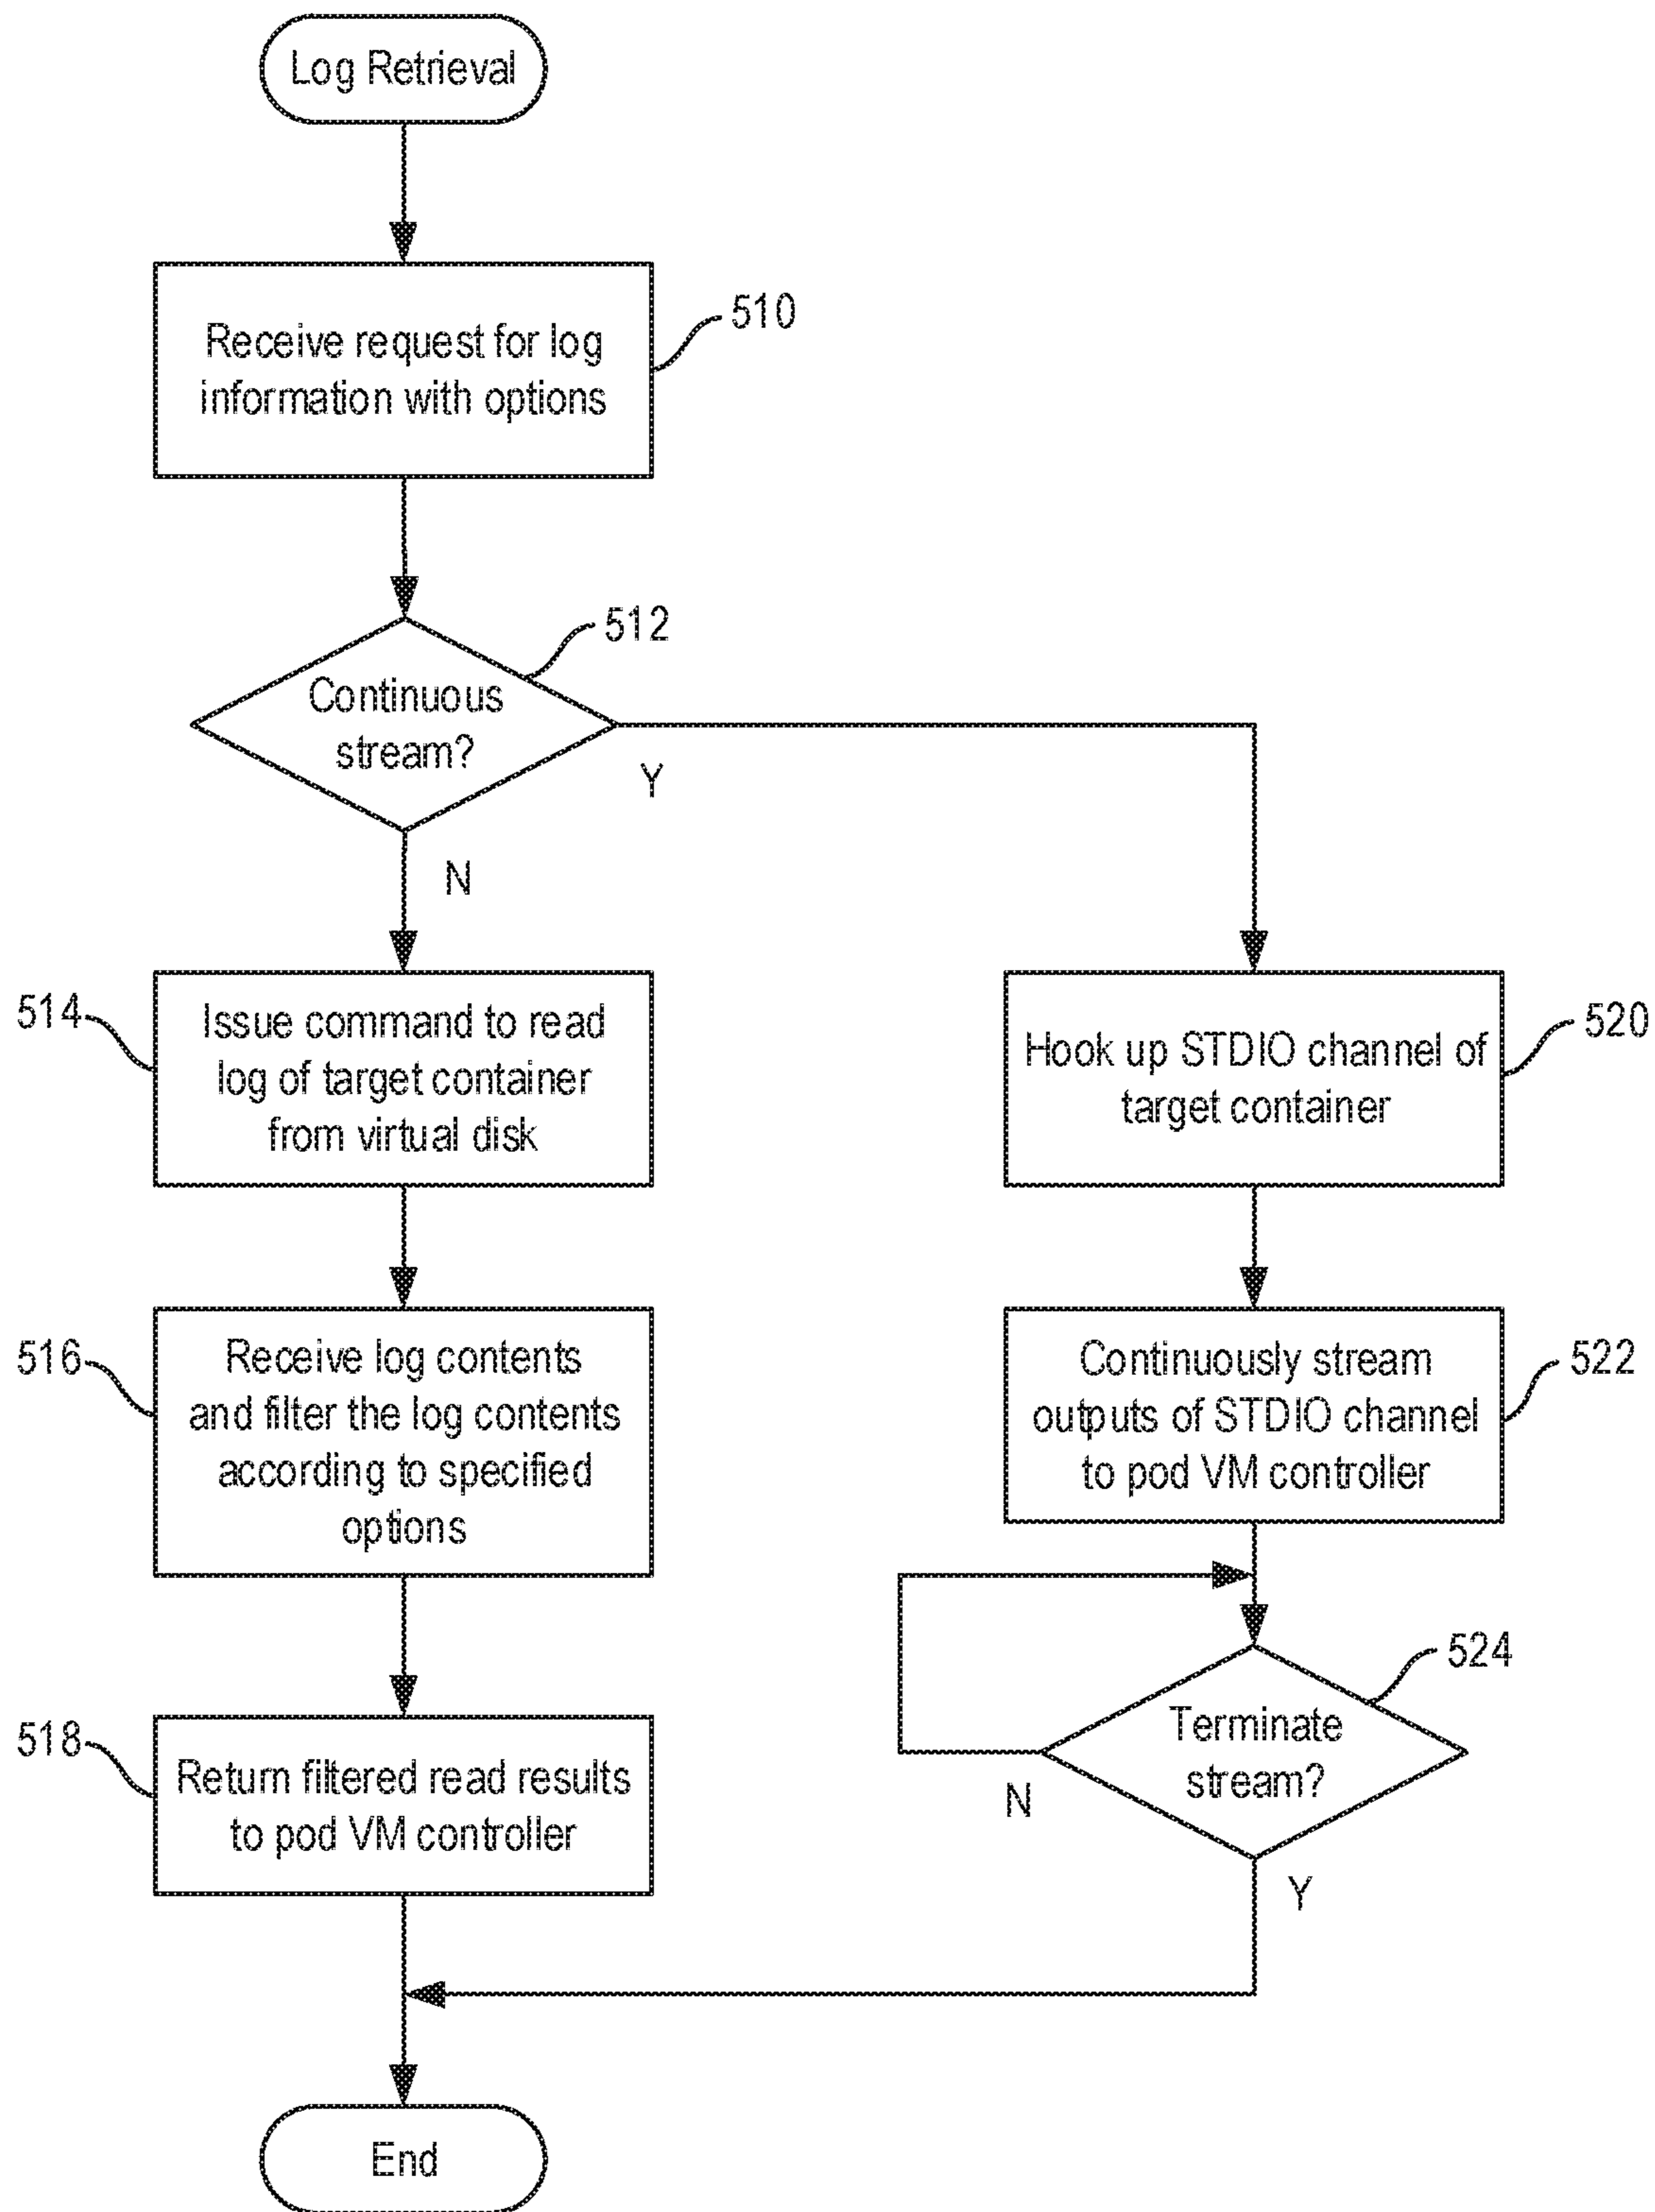 Log Retrieval
Receive request for log
information with options
510
Continuous
stream?
512
Y
N
514
Issue command to read
log of target container
from virtual disk
Hook up STDIO channel of
target container
520
516
Receive log contents
and filter the log contents
according to specified
options
Continuously stream
outputs of STDIO channel
to pod VM controller
522
518
Return filtered read results
to pod VM controller
Terminate
stream?
524
N
Y
End